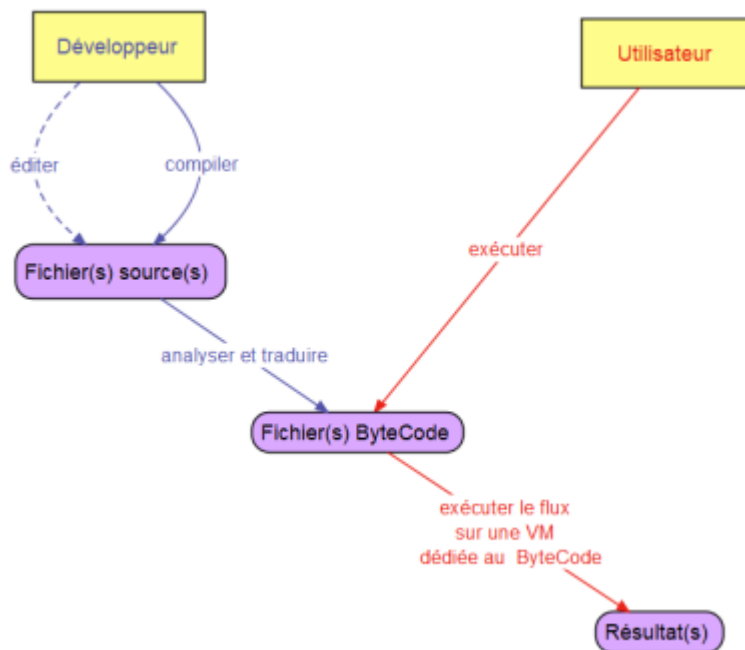 Développeur
Utilisateur
éditer
compiler
exécuter
Fichier(s) source(s)
analyser et traduire
Fichier(s) ByteCode
exécuter le flux
sur une VM
dédiée au ByteCode
Résultat(s)